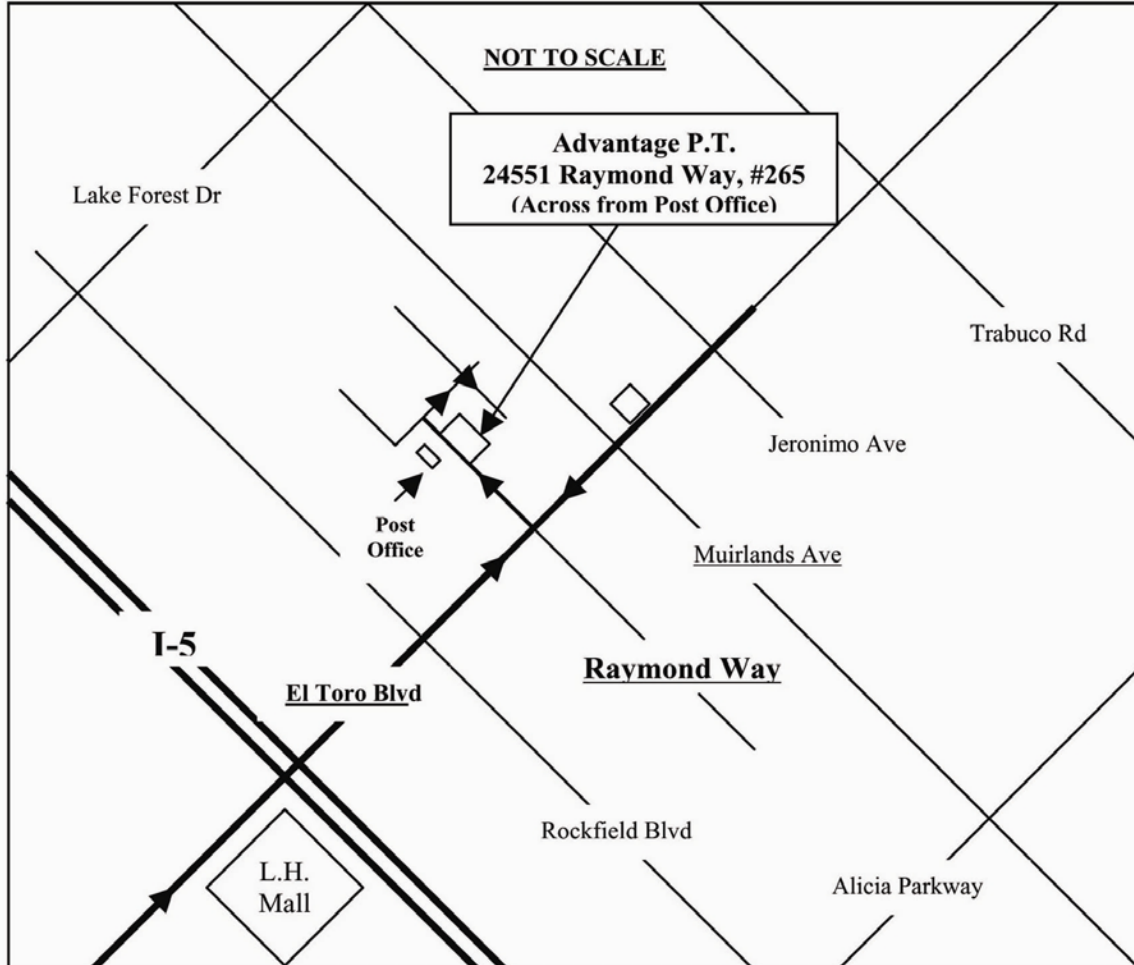 NOT TO SCALE
Advantage P.T.
24551 Raymond Way, #265
(Across from Post Office)
Lake Forest Dr
Trabuco Rd
Jeronimo Ave
Post
Office
Muirlands Ave
I-5
Raymond Way
El Toro Blvd
Rockfield Blvd
L.H.
Mall
Alicia Parkway